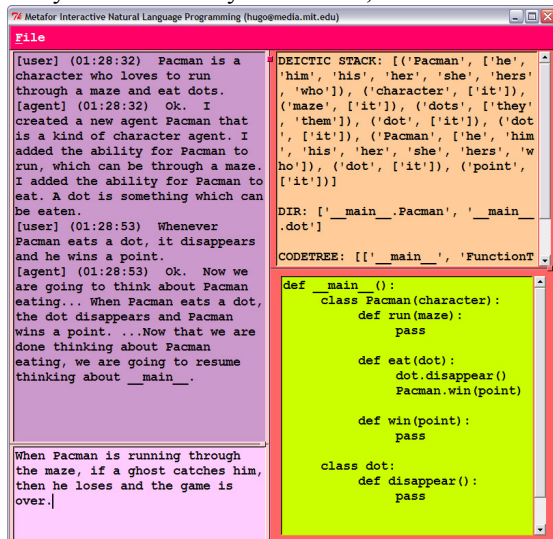 Metafor Interactive Natural Language Programming (hugo@media.mit.edu)
File
[user] (01:28:32)  Pacman is a
character who loves to run
through a maze and eat dots.
[agent] (01:28:32)  Ok.  I
created a new agent Pacman that
is a kind of character agent. I
added the ability for Pacman to
run, which can be through a maze.
I added the ability for Pacman to
eat. A dot is something which can
be eaten.
[user] (01:28:53)  Whenever
Pacman eats a dot, it disappears
and he wins a point.
[agent] (01:28:53)  Ok.  Now we
are going to think about Pacman
eating... When Pacman eats a dot,
the dot disappears and Pacman
wins a point. ...Now that we are
done thinking about Pacman
eating, we are going to resume
thinking about __main__.
When Pacman is running through
the maze, if a ghost catches him,
then he loses and the game is
over.
DEICTIC STACK: [('Pacman', ['he',
'him', 'his', 'her', 'she', 'hers'
, 'who']), ('character', ['it']),
('maze', ['it']), ('dots', ['they'
, 'them']), ('dot', ['it']), ('dot
', ['it']), ('Pacman', ['he', 'him
', 'his', 'her', 'she', 'hers', 'w
ho']), ('dot', ['it']), ('point',
['it'])]
DIR: ['__main__.Pacman', '__main__
.dot']
CODETREE: [['__main__', 'FunctionT
def __main__():
class Pacman(character):
def run(maze):
pass
def eat(dot):
dot.disappear()
Pacman.win(point)
def win(point):
pass
class dot:
def disappear():
pass